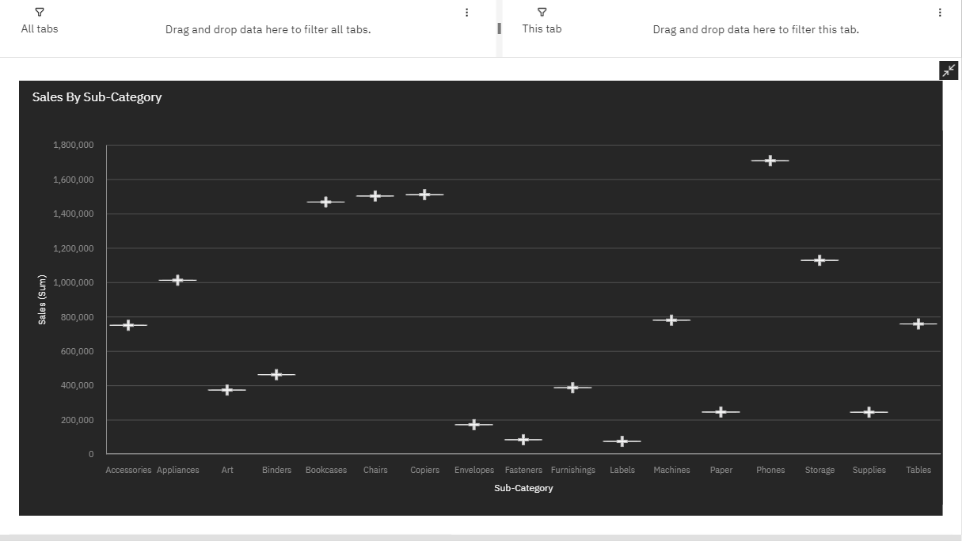 All tabs
Drag and drop data here to filter all tabs.
This tab
Drag and drop data here to filter this tab.
Sales By Sub-Category
1,800,000
1,600,000
1,400,000
1,200,000
1,000,000
800,000
600,000
400,000
200,000
0
Sales (Sum)
Accessories Appliances Art Binders Bookcases Chairs Copiers Envelopes Fasteners Furnishings Labels Machines Paper Phones Storage Supplies Tables
Sub-Category